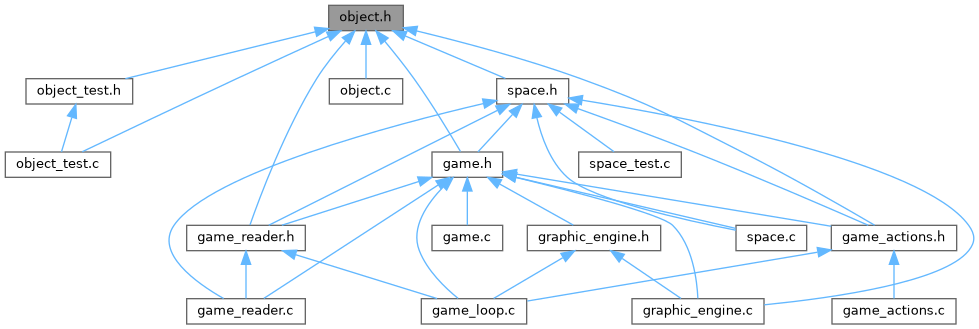 object.h
object_test.h
object.c
space.h
object_test.c
game.h
space_test.c
game_reader.h
game.c
graphic_engine.h
space.c
game_actions.h
game_reader.c
game_loop.c
graphic_engine.c
game_actions.c